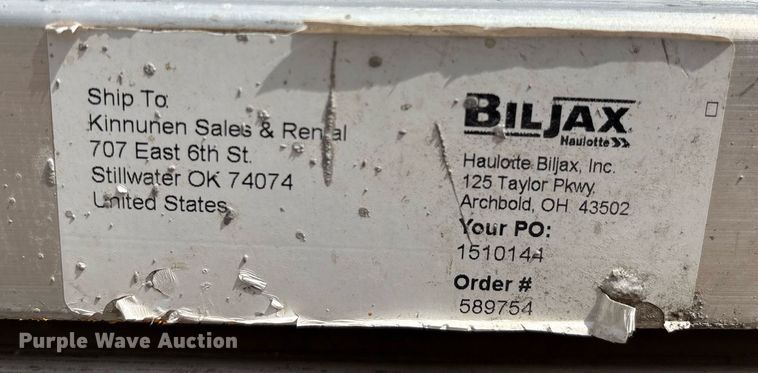 Ship To:
Kinnunen Sales & Rental
707 East 6th St.
Stillwater OK 74074
United States
BILJAX
Haulotte
Haulotte Biljax, Inc.
125 Taylor Pkwy.
Archbold, OH 43502
Your PO:
1510144
Order #
589754
Purple Wave Auction